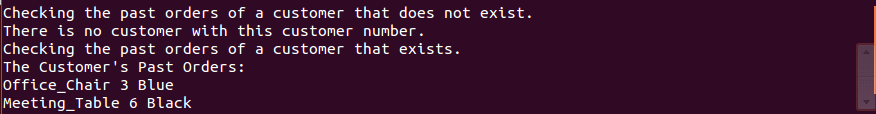 Checking the past orders of a customer that does not exist.
There is no customer with this customer number.
Checking the past orders of a customer that exists.
The Customer's Past Orders:
Office_Chair 3 Blue
Meeting_Table 6 Black